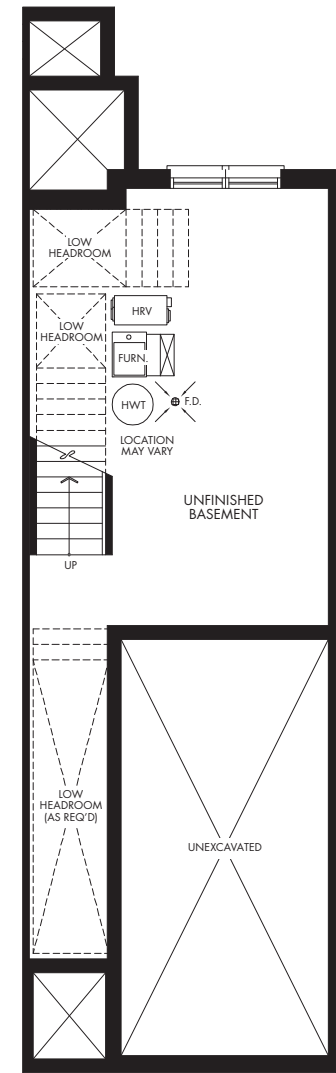 LOW
HEADROOM
HRV
LOW
HEADROOM
FURN.
HWT
F.D.
LOCATION
MAY VARY
UNFINISHED
BASEMENT
UP
LOW
HEADROOM
(AS REQ'D)
UNEXCAVATED